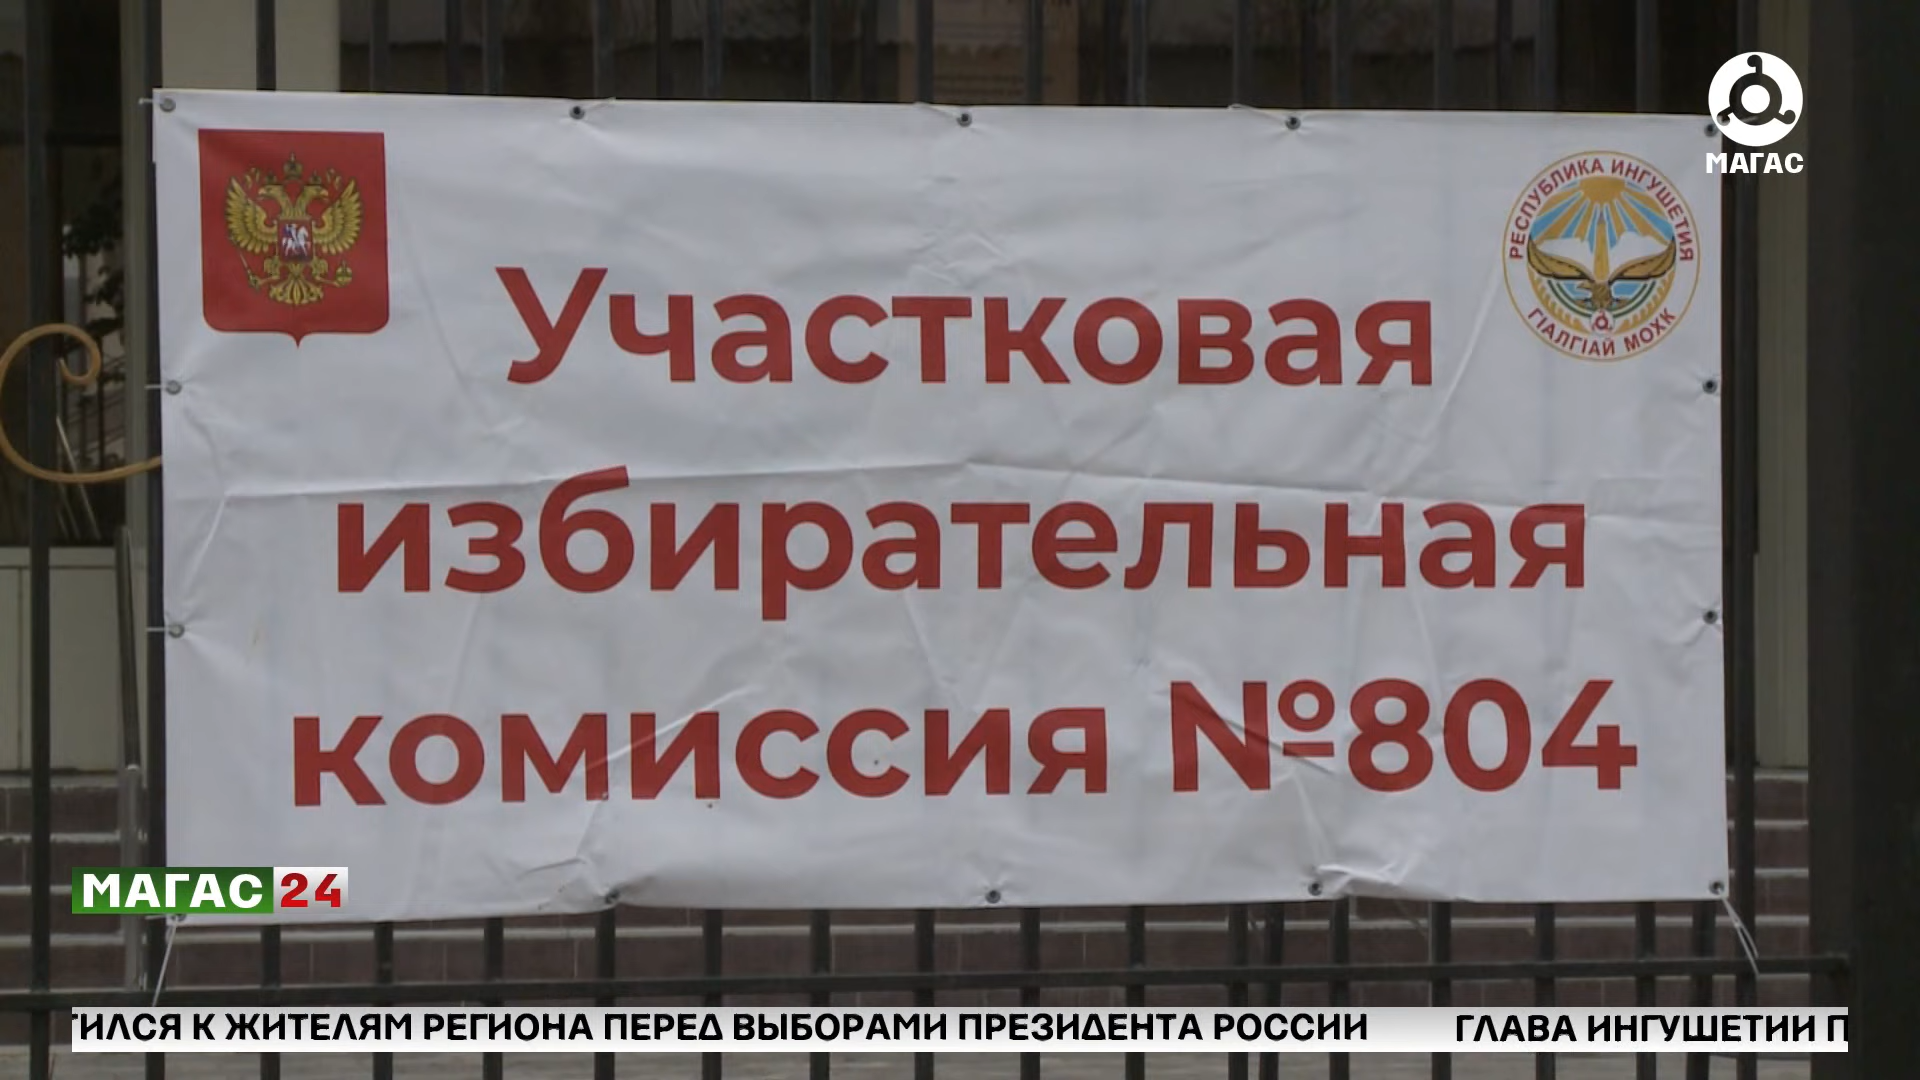 МАГАС
РЕСПУБЛИКА ИНГУШЕТИЯ
ГІАЛГІАЙ МОХК
Участковая
избирательная
комиссия №804
МАГАС 24
ТИЛСЯ К ЖИТЕЛЯМ РЕГИОНА ПЕРЕД ВЫБОРАМИ ПРЕЗИДЕНТА РОССИИ ГЛАВА ИНГУШЕТИИ П